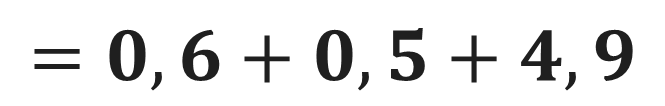 = 0,6 + 0,5 + 4,9